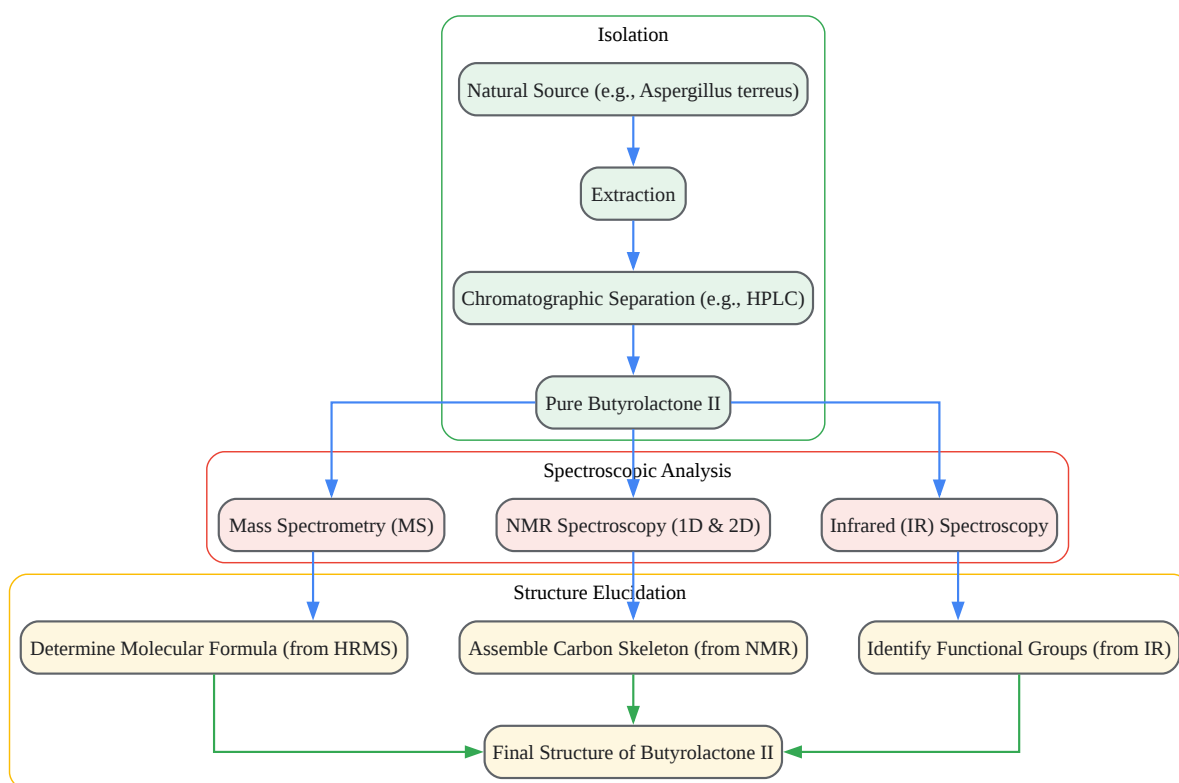 Isolation
Natural Source (e.g., Aspergillus terreus)
Extraction
Chromatographic Separation (e.g., HPLC)
Pure Butyrolactone II
Spectroscopic Analysis
Mass Spectrometry (MS)
NMR Spectroscopy (1D & 2D)
Infrared (IR) Spectroscopy
Structure Elucidation
Determine Molecular Formula (from HRMS)
Assemble Carbon Skeleton (from NMR)
Identify Functional Groups (from IR)
Final Structure of Butyrolactone II